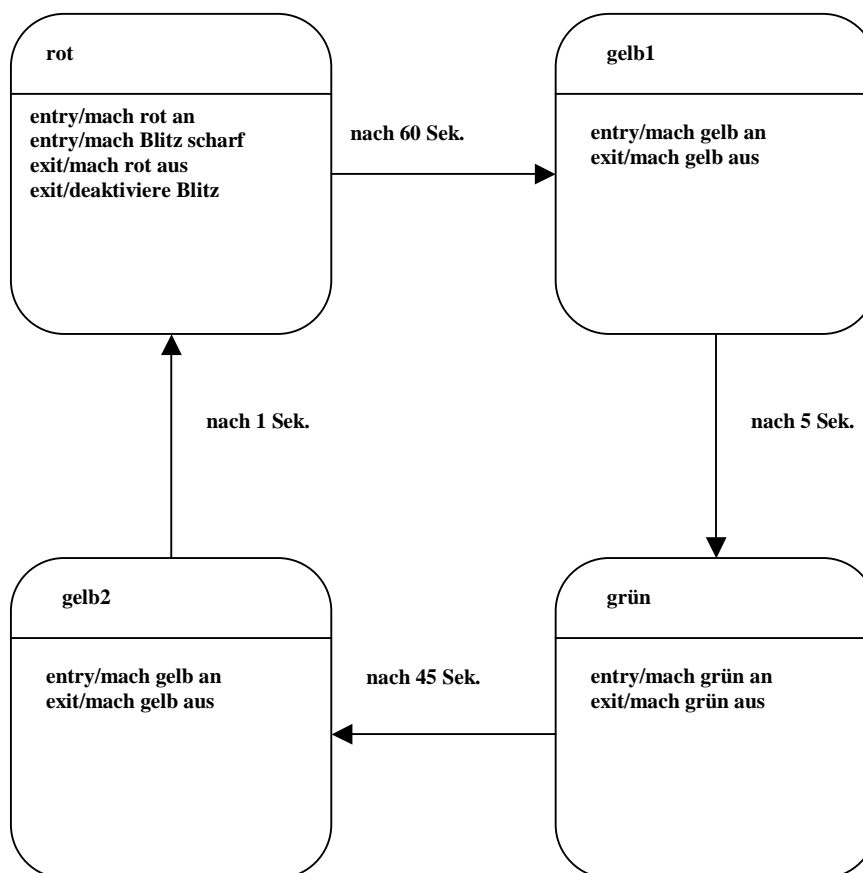 rot
entry/mach rot an
entry/mach Blitz scharf
exit/mach rot aus
exit/deaktiviere Blitz
nach 60 Sek.
gelb1
entry/mach gelb an
exit/mach gelb aus
nach 1 Sek.
nach 5 Sek.
gelb2
entry/mach gelb an
exit/mach gelb aus
nach 45 Sek.
grün
entry/mach grün an
exit/mach grün aus